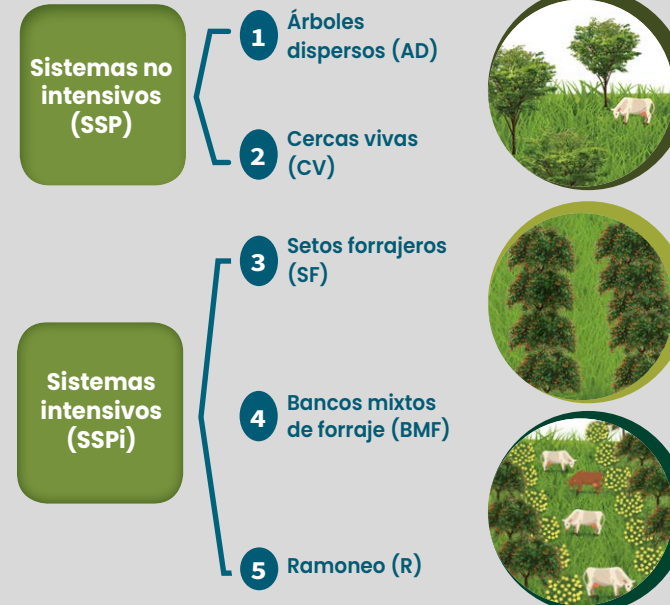 Sistemas no
intensivos
(SSP)
1
Árboles
dispersos (AD)
2
Cercas vivas
(CV)
Sistemas
intensivos
(SSPi)
3
Setos forrajeros
(SF)
4
Bancos mixtos
de forraje (BMF)
5
Ramoneo (R)